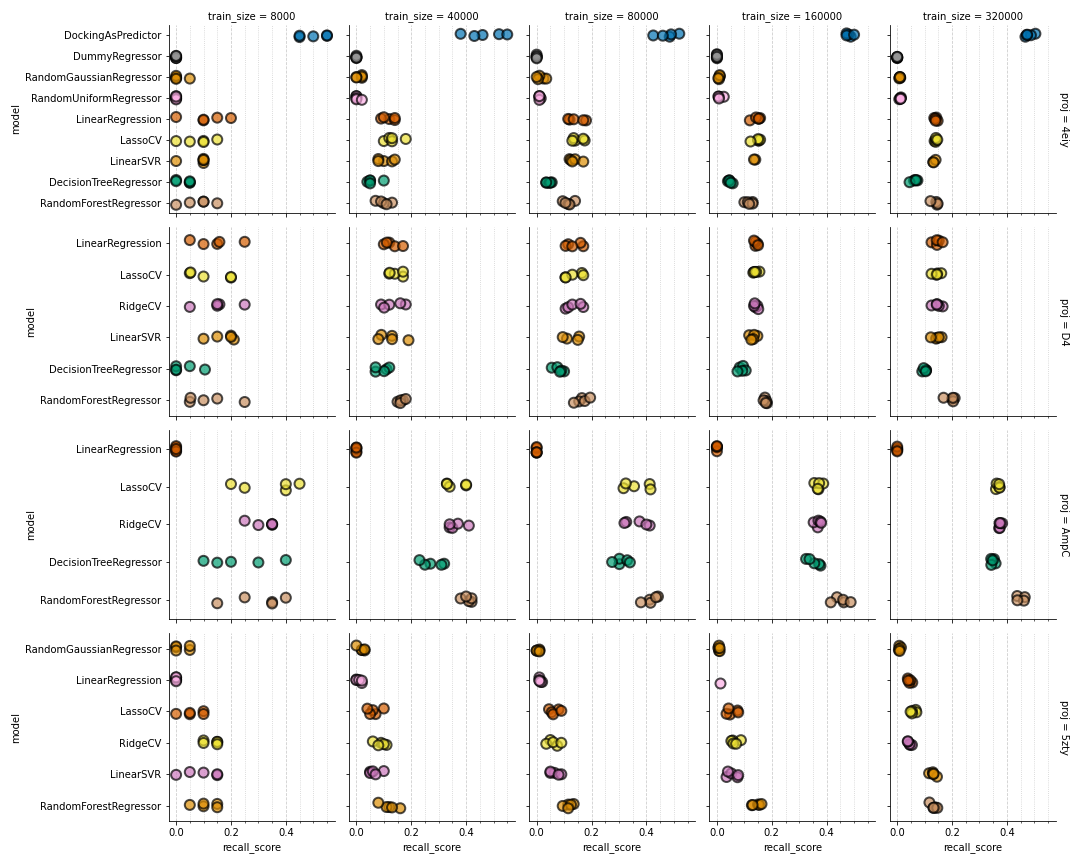 train_size = 8000
train_size = 40000
train_size = 80000
train_size = 160000
train_size = 320000
DockingAsPredictor
DummyRegressor
RandomGaussianRegressor
RandomUniformRegressor
LinearRegression
LassoCV
LinearSVR
DecisionTreeRegressor
RandomForestRegressor
model
proj = 4eiy
LinearRegression
LassoCV
RidgeCV
LinearSVR
DecisionTreeRegressor
RandomForestRegressor
model
proj = D4
LinearRegression
LassoCV
RidgeCV
DecisionTreeRegressor
RandomForestRegressor
model
proj = AmpC
RandomGaussianRegressor
LinearRegression
LassoCV
RidgeCV
LinearSVR
RandomForestRegressor
model
proj = 5zty
0.0 0.2 0.4
0.0 0.2 0.4
0.0 0.2 0.4
0.0 0.2 0.4
0.0 0.2 0.4
recall_score
recall_score
recall_score
recall_score
recall_score